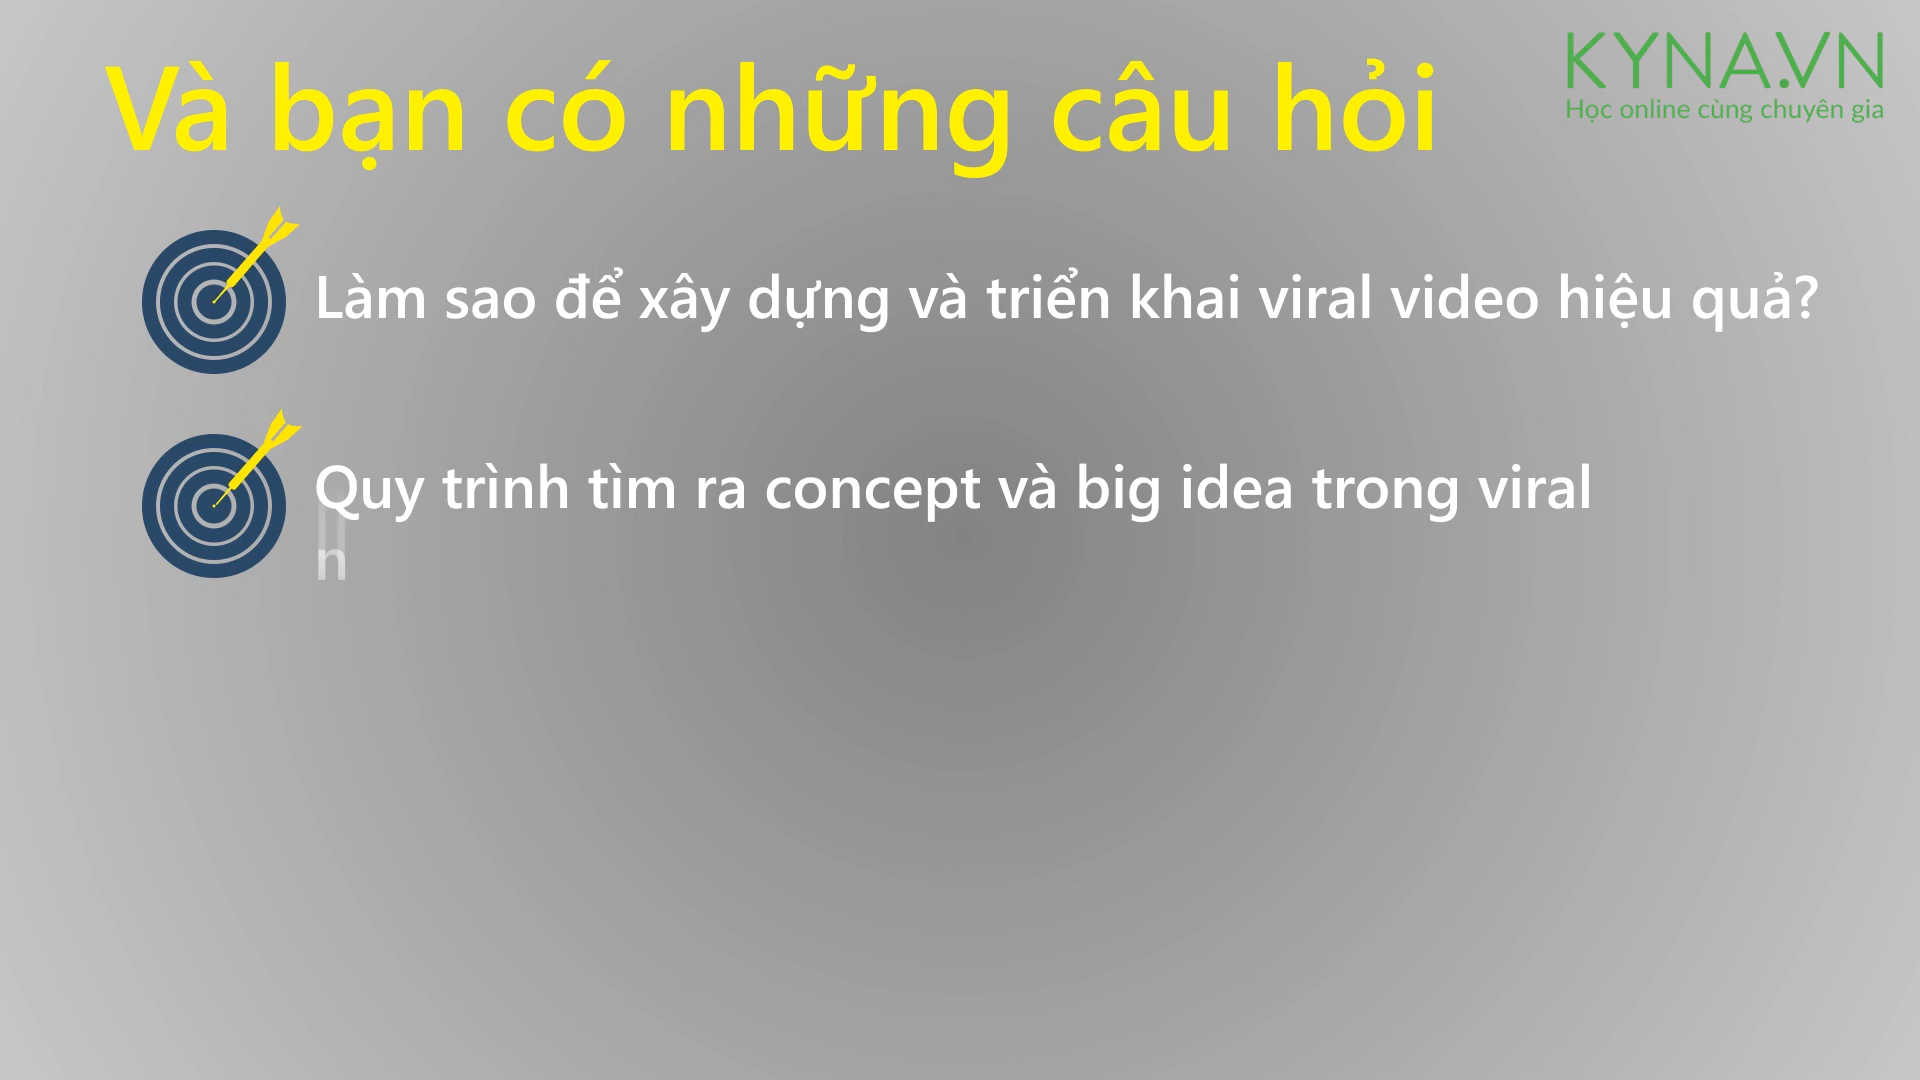 Và bạn có những câu hỏi
KYNA.VN
Học online cùng chuyên gia
Làm sao để xây dựng và triển khai viral video hiệu quả?
Quy trình tìm ra concept và big idea trong viral
n